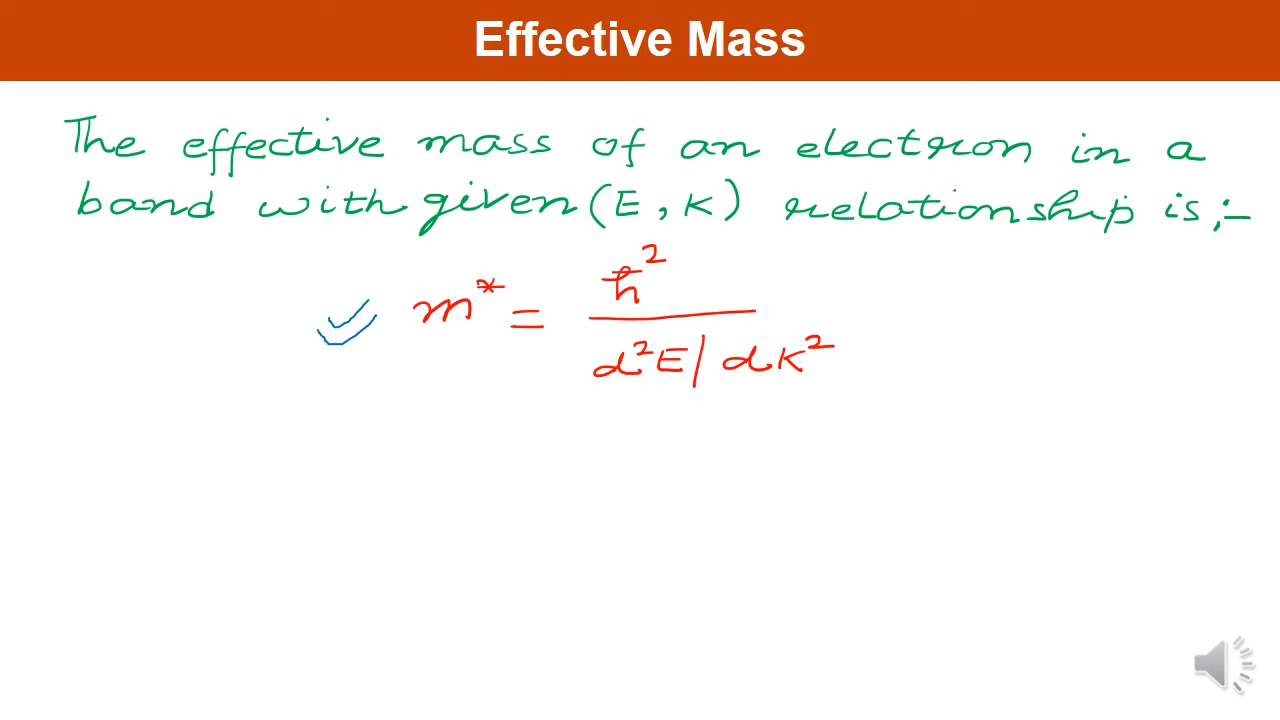 Effective Mass
The effective mass of an electron in a
band with given (E, K) relationship is :-
m* = ħ²
d²E/dK²